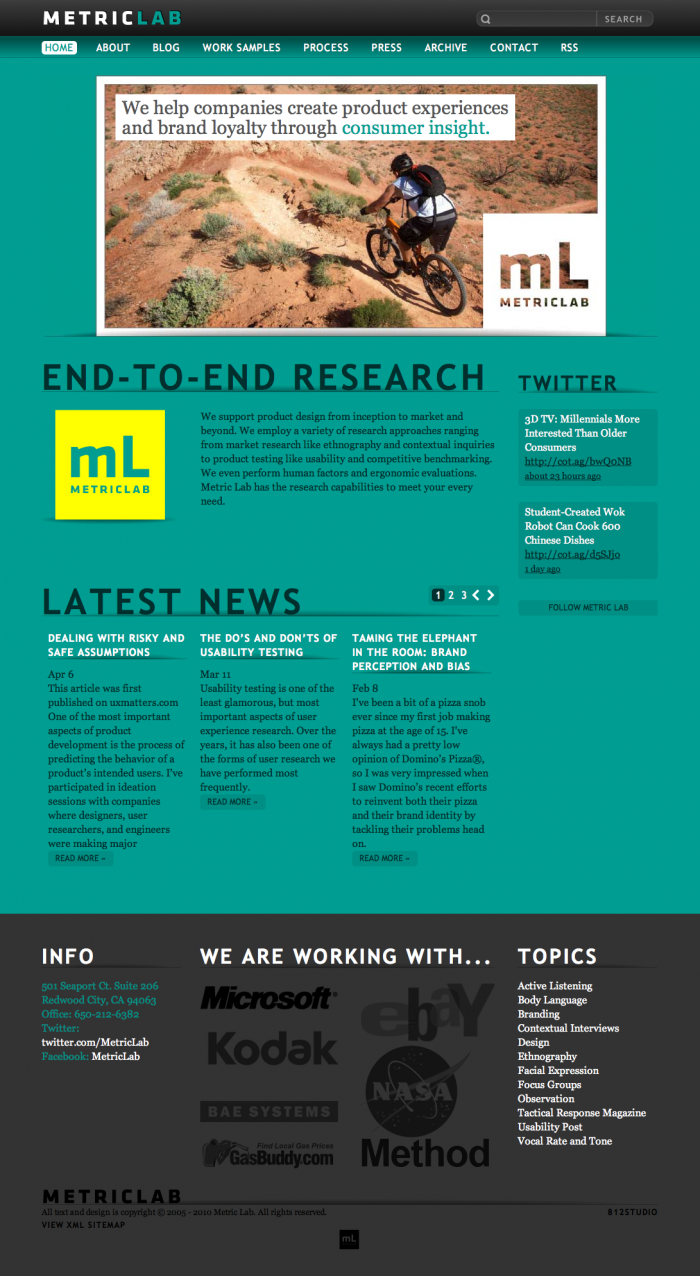 METRICLAB
SEARCH
HOME ABOUT BLOG WORK SAMPLES PROCESS PRESS ARCHIVE CONTACT RSS
We help companies create product experiences
and brand loyalty through consumer insight.
mL
METRICLAB
END-TO-END RESEARCH
mL
METRICLAB
We support product design from inception to market and
beyond. We employ a variety of research approaches ranging
from market research like ethnography and contextual inquiries
to product testing like usability and competitive benchmarking.
We even perform human factors and ergonomic evaluations.
Metric Lab has the research capabilities to meet your every
need.
TWITTER
3D TV: Millennials More
Interested Than Older
Consumers
http://cot.ag/bwQ0NB
about 23 hours ago
Student-Created Wok
Robot Can Cook 600
Chinese Dishes
http://cot.ag/d5SJjo
1 day ago
FOLLOW METRIC LAB
LATEST NEWS
1 2 3
DEALING WITH RISKY AND
SAFE ASSUMPTIONS
Apr 6
This article was first
published on uxmatters.com
One of the most important
aspects of product
development is the process of
predicting the behavior of a
product's intended users. I've
participated in ideation
sessions with companies
where designers, user
researchers, and engineers
were making major
READ MORE »
THE DO'S AND DON'TS OF
USABILITY TESTING
Mar 11
Usability testing is one of the
least glamorous, but most
important aspects of user
experience research. Over the
years, it has also been one of
the forms of user research we
have performed most
frequently.
READ MORE »
TAMING THE ELEPHANT
IN THE ROOM: BRAND
PERCEPTION AND BIAS
Feb 8
I've been a bit of a pizza snob
ever since my first job making
pizza at the age of 15. I've
always had a pretty low
opinion of Domino's Pizza®,
so I was very impressed when
I saw Domino's recent efforts
to reinvent both their pizza
and their brand identity by
tackling their problems head
on.
READ MORE »
INFO
501 Seaport Ct. Suite 206
Redwood City, CA 94063
Office: 650-212-6382
Twitter:
twitter.com/MetricLab
Facebook: MetricLab
WE ARE WORKING WITH...
Microsoft®
ebaY
Kodak
NASA
BAE SYSTEMS
Find Local Gas Prices
GasBuddy.com
Method
TOPICS
Active Listening
Body Language
Branding
Contextual Interviews
Design
Ethnography
Facial Expression
Focus Groups
Observation
Tactical Response Magazine
Usability Post
Vocal Rate and Tone
METRICLAB
All text and design is copyright © 2005 - 2010 Metric Lab. All rights reserved.
B12STUDIO
VIEW XML SITEMAP
mL